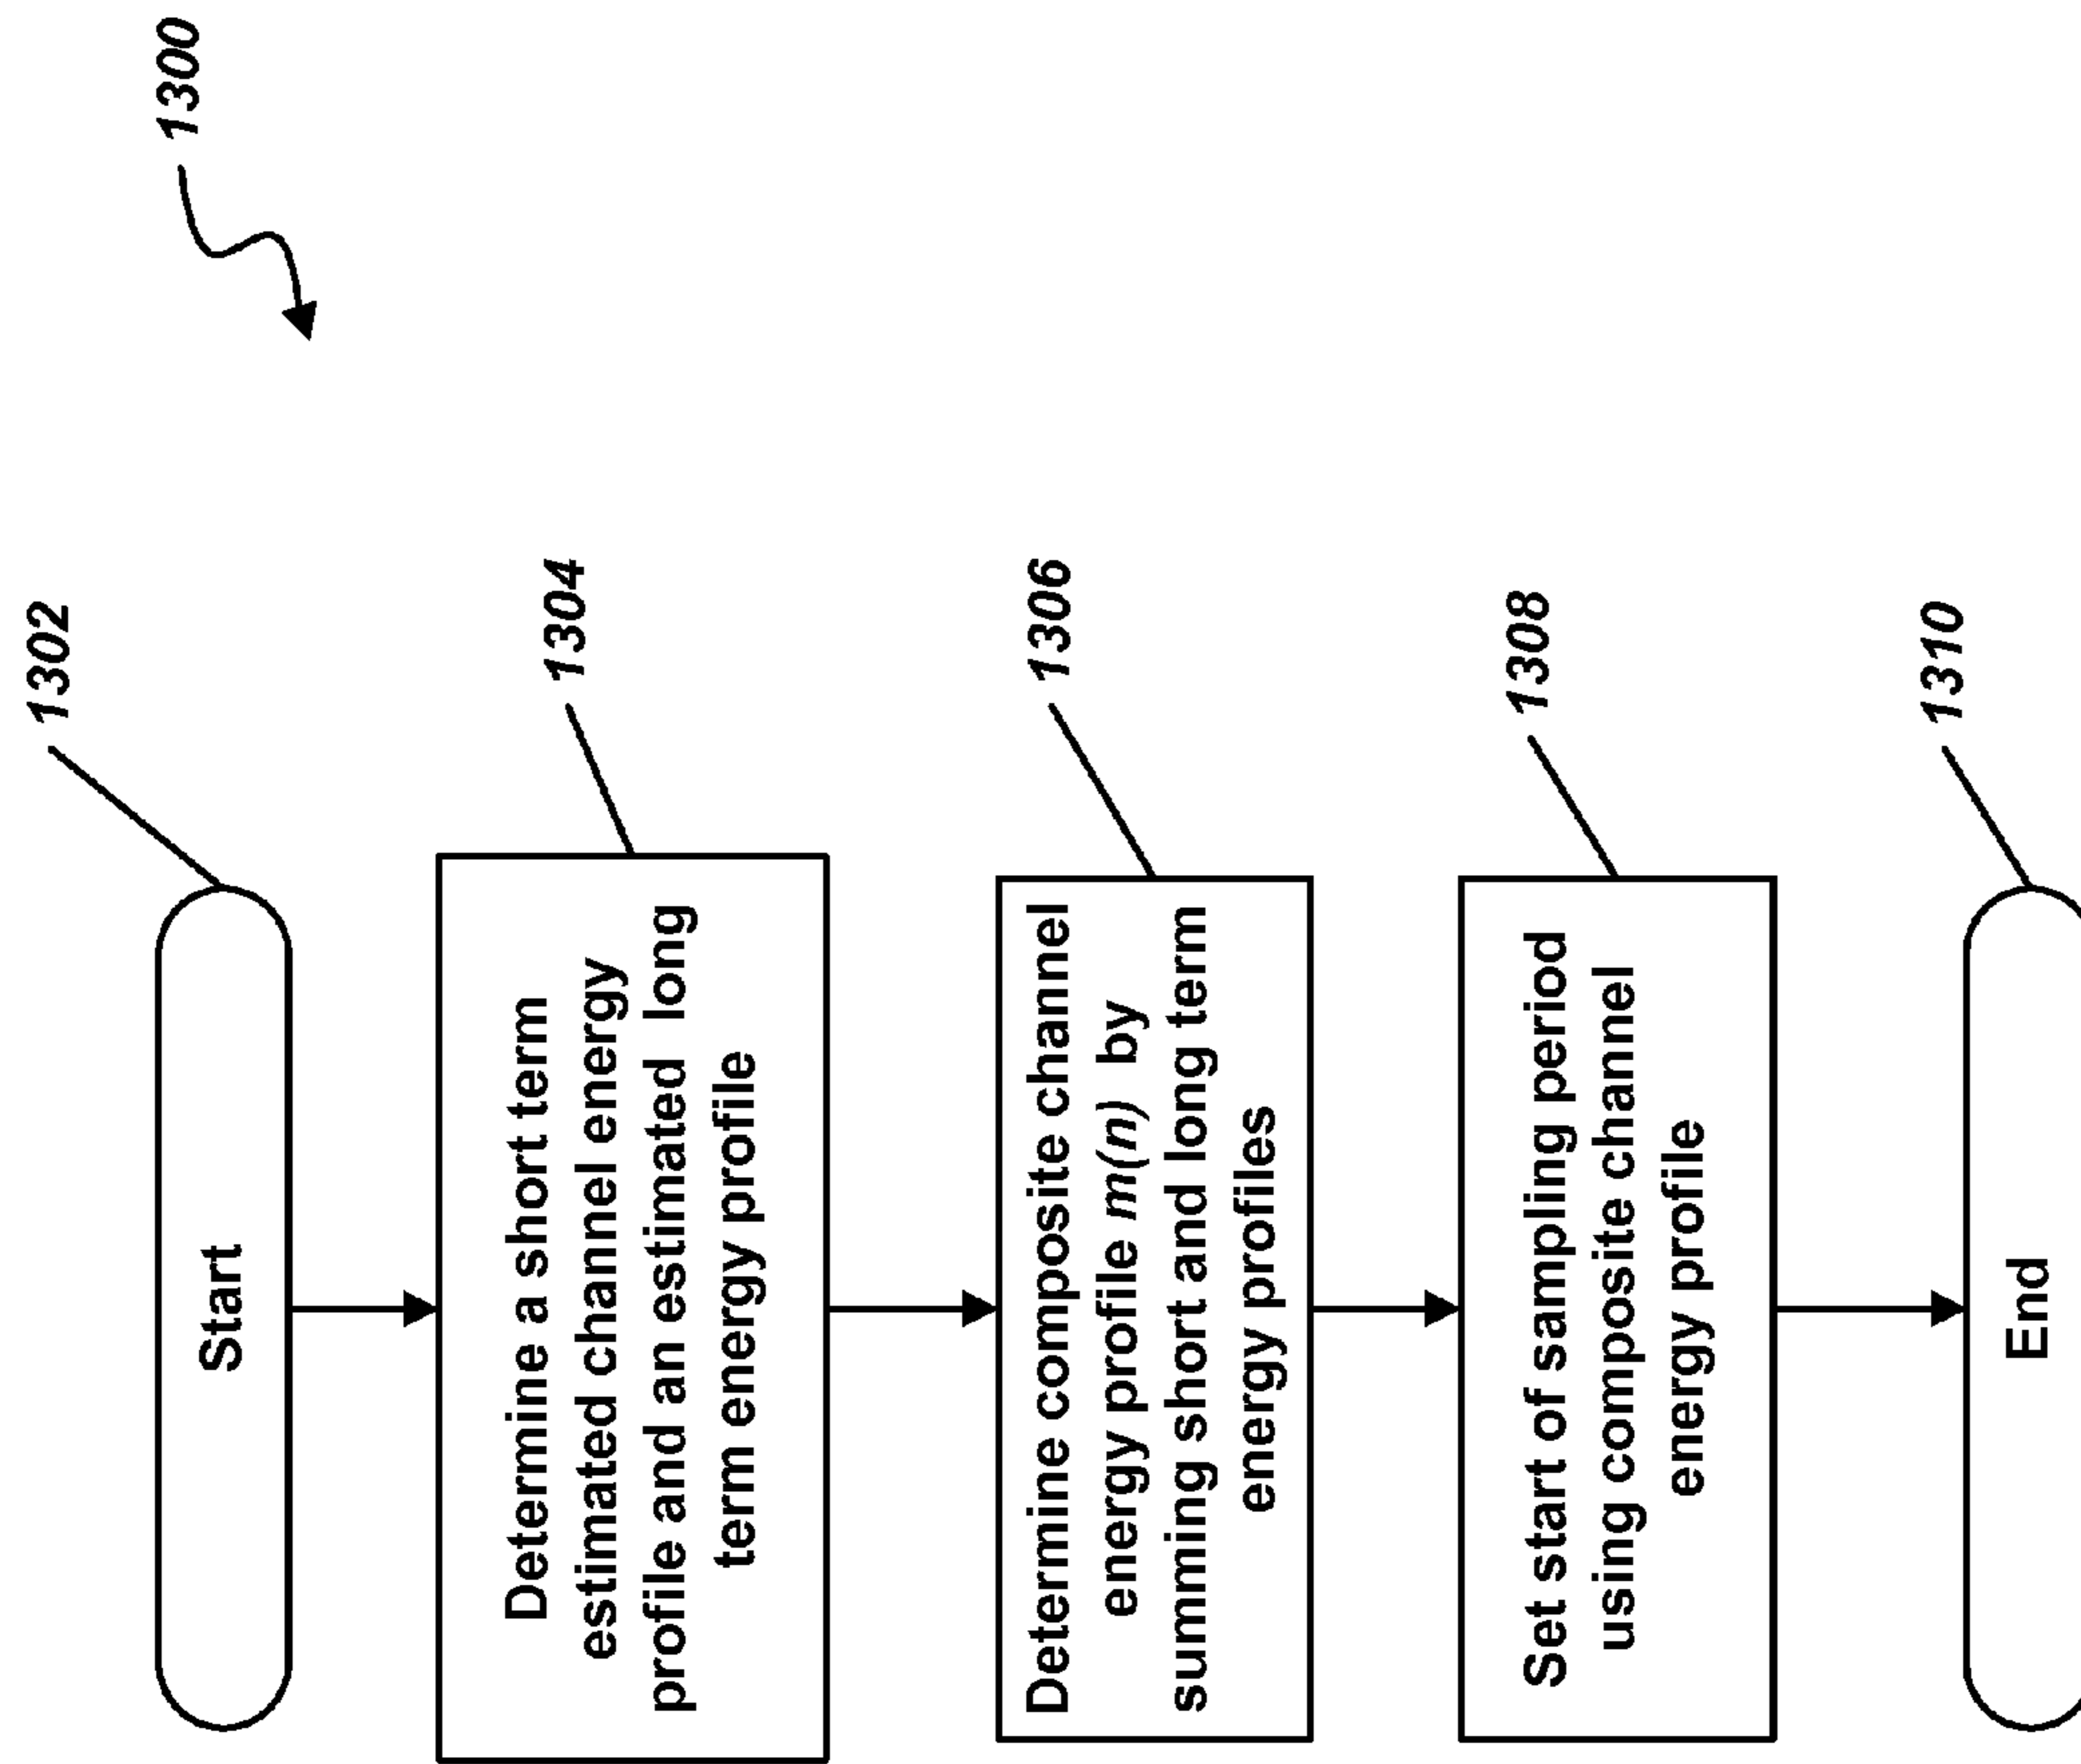 1300
1302
Start
1304
Determine a short term
estimated channel energy
profile and an estimated long
term energy profile
1306
Determine composite channel
energy profile m(n) by
summing short and long term
energy profiles
1308
Set start of sampling period
using composite channel
energy profile
1310
End